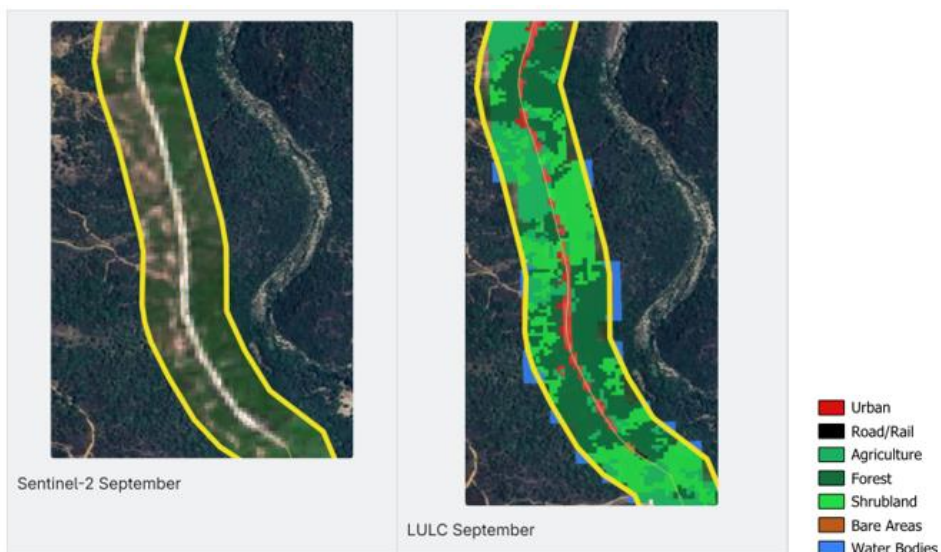 Sentinel-2 September
LULC September
Urban
Road/Rail
Agriculture
Forest
Shrubland
Bare Areas
Water Bodies